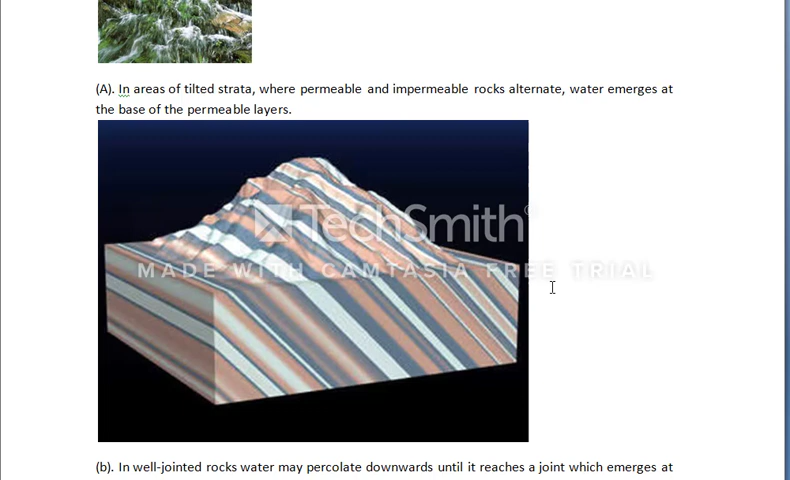 (A). In areas of tilted strata, where permeable and impermeable rocks alternate, water emerges at
the base of the permeable layers.
TechSmith®
MADE WITH CAMTASIA FREE TRIAL
(b). In well-jointed rocks water may percolate downwards until it reaches a joint which emerges at